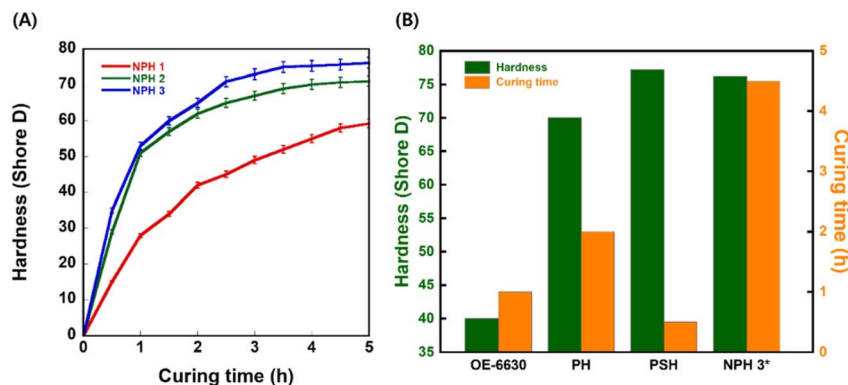 (A)
80
70
60
50
40
30
20
10
0
Hardness (Shore D)
NPH 1
NPH 2
NPH 3
0 1 2 3 4 5
Curing time (h)
(B)
80
75
70
65
60
55
50
45
40
35
Hardness (Shore D)
Hardness
Curing time
5
4
3
2
1
0
Curing time (h)
OE-6630 PH PSH NPH 3*